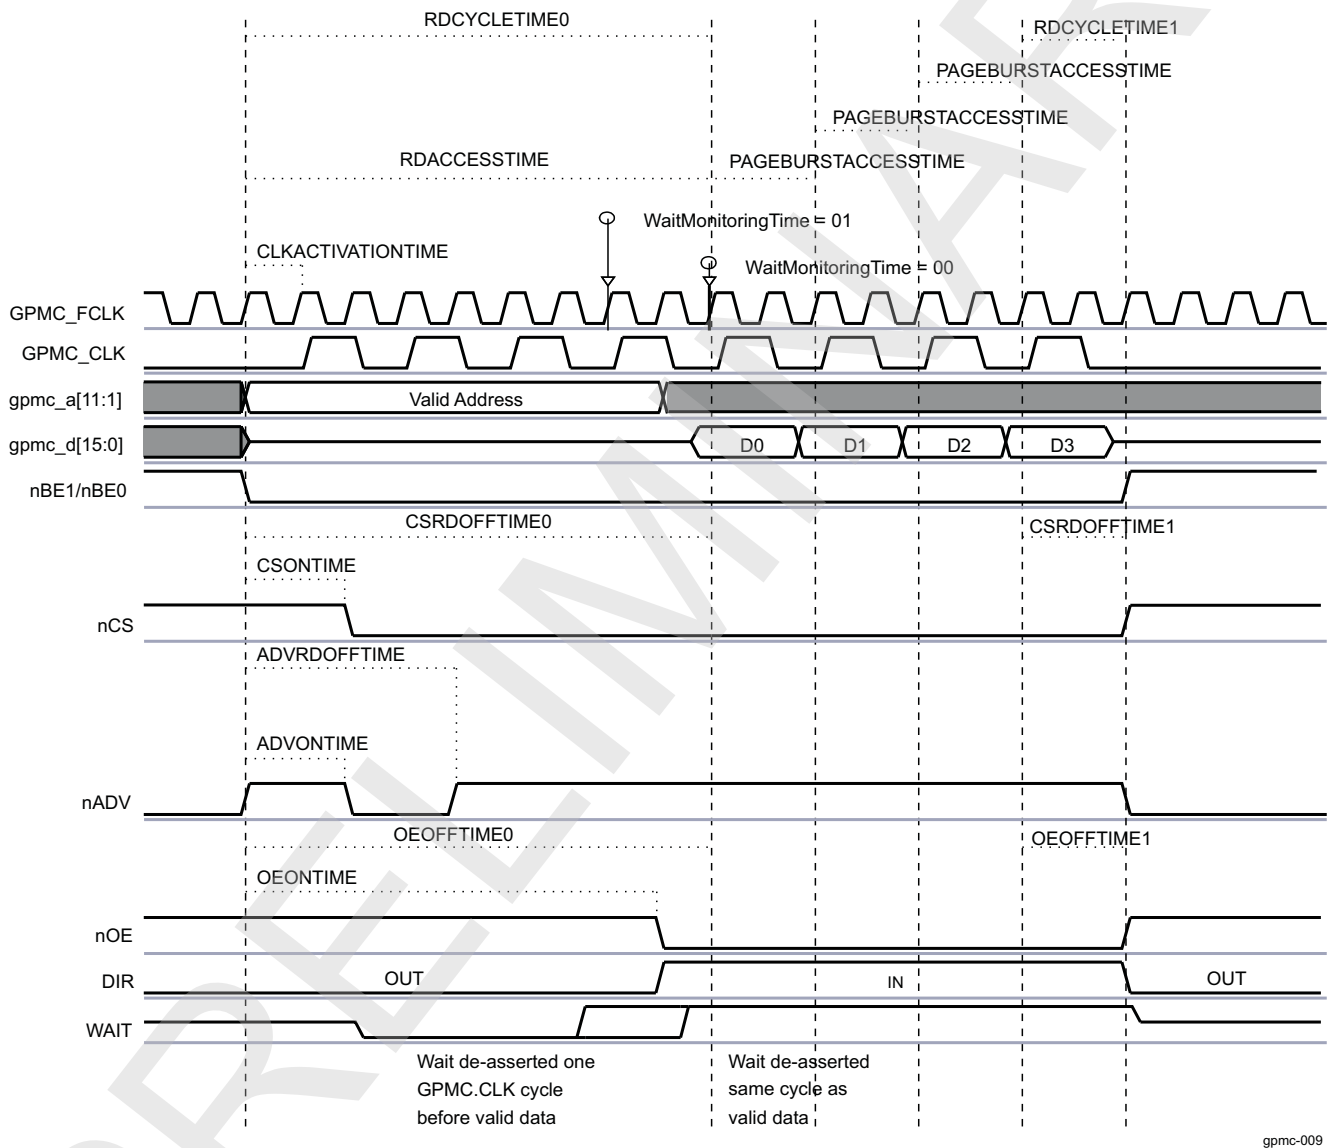 RDCYCLETIME0
RDCYCLETIME1
PAGEBURSTACCESSTIME
PAGEBURSTACCESSTIME
RDACCESSTIME
PAGEBURSTACCESSTIME
WaitMonitoringTime = 01
CLKACTIVATIONTIME
WaitMonitoringTime = 00
GPMC_FCLK
GPMC_CLK
gpmc_a[11:1]
Valid Address
gpmc_d[15:0]
D0
D1
D2
D3
nBE1/nBE0
CSRDOFFTIME0
CSRDOFFTIME1
CSONTIME
nCS
ADVRDOFFTIME
ADVONTIME
nADV
OEOFFTIME0
OEOFFTIME1
OEONTIME
nOE
DIR
OUT
IN
OUT
WAIT
Wait de-asserted one
GPMC.CLK cycle
before valid data
Wait de-asserted
same cycle as
valid data
gpmc-009
PRELIMINAR